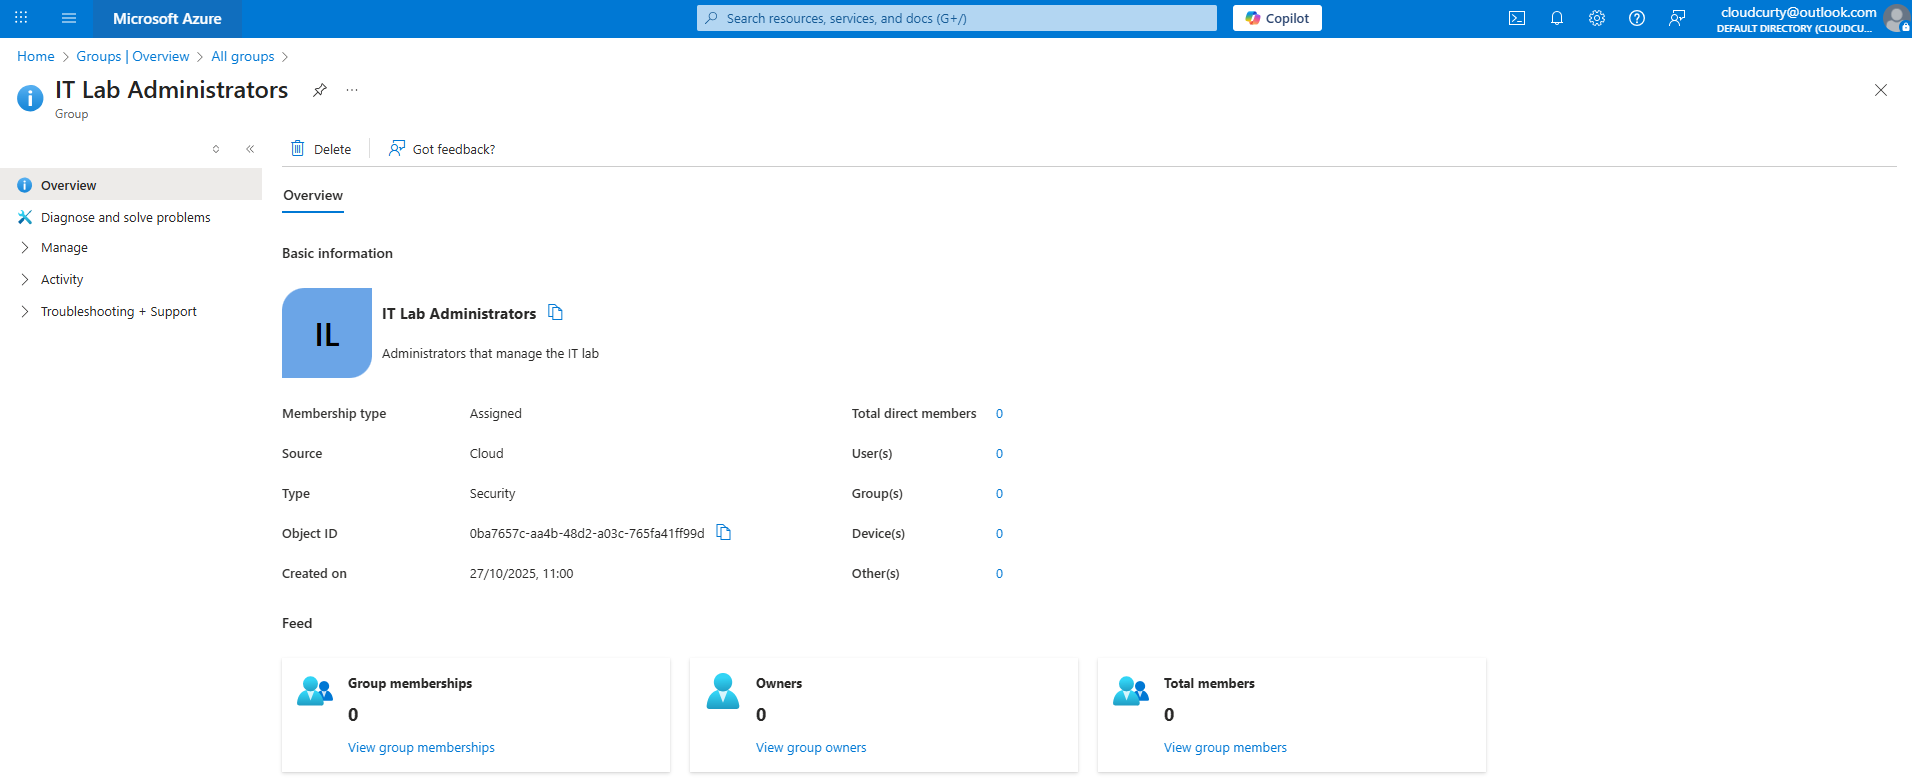 Microsoft Azure
Search resources, services, and docs (G+/)
Copilot
cloudcurty@outlook.com
DEFAULT DIRECTORY (CLOUDCU...
Home > Groups | Overview > All groups >
IT Lab Administrators
Group
Delete
Got feedback?
Overview
Diagnose and solve problems
Manage
Activity
Troubleshooting + Support
Overview
Basic information
IL
IT Lab Administrators
Administrators that manage the IT lab
Membership type Assigned
Source Cloud
Type Security
Object ID 0ba7657c-aa4b-48d2-a03c-765fa41ff99d
Created on 27/10/2025, 11:00
Total direct members 0
User(s) 0
Group(s) 0
Device(s) 0
Other(s) 0
Feed
Group memberships
0
View group memberships
Owners
0
View group owners
Total members
0
View group members